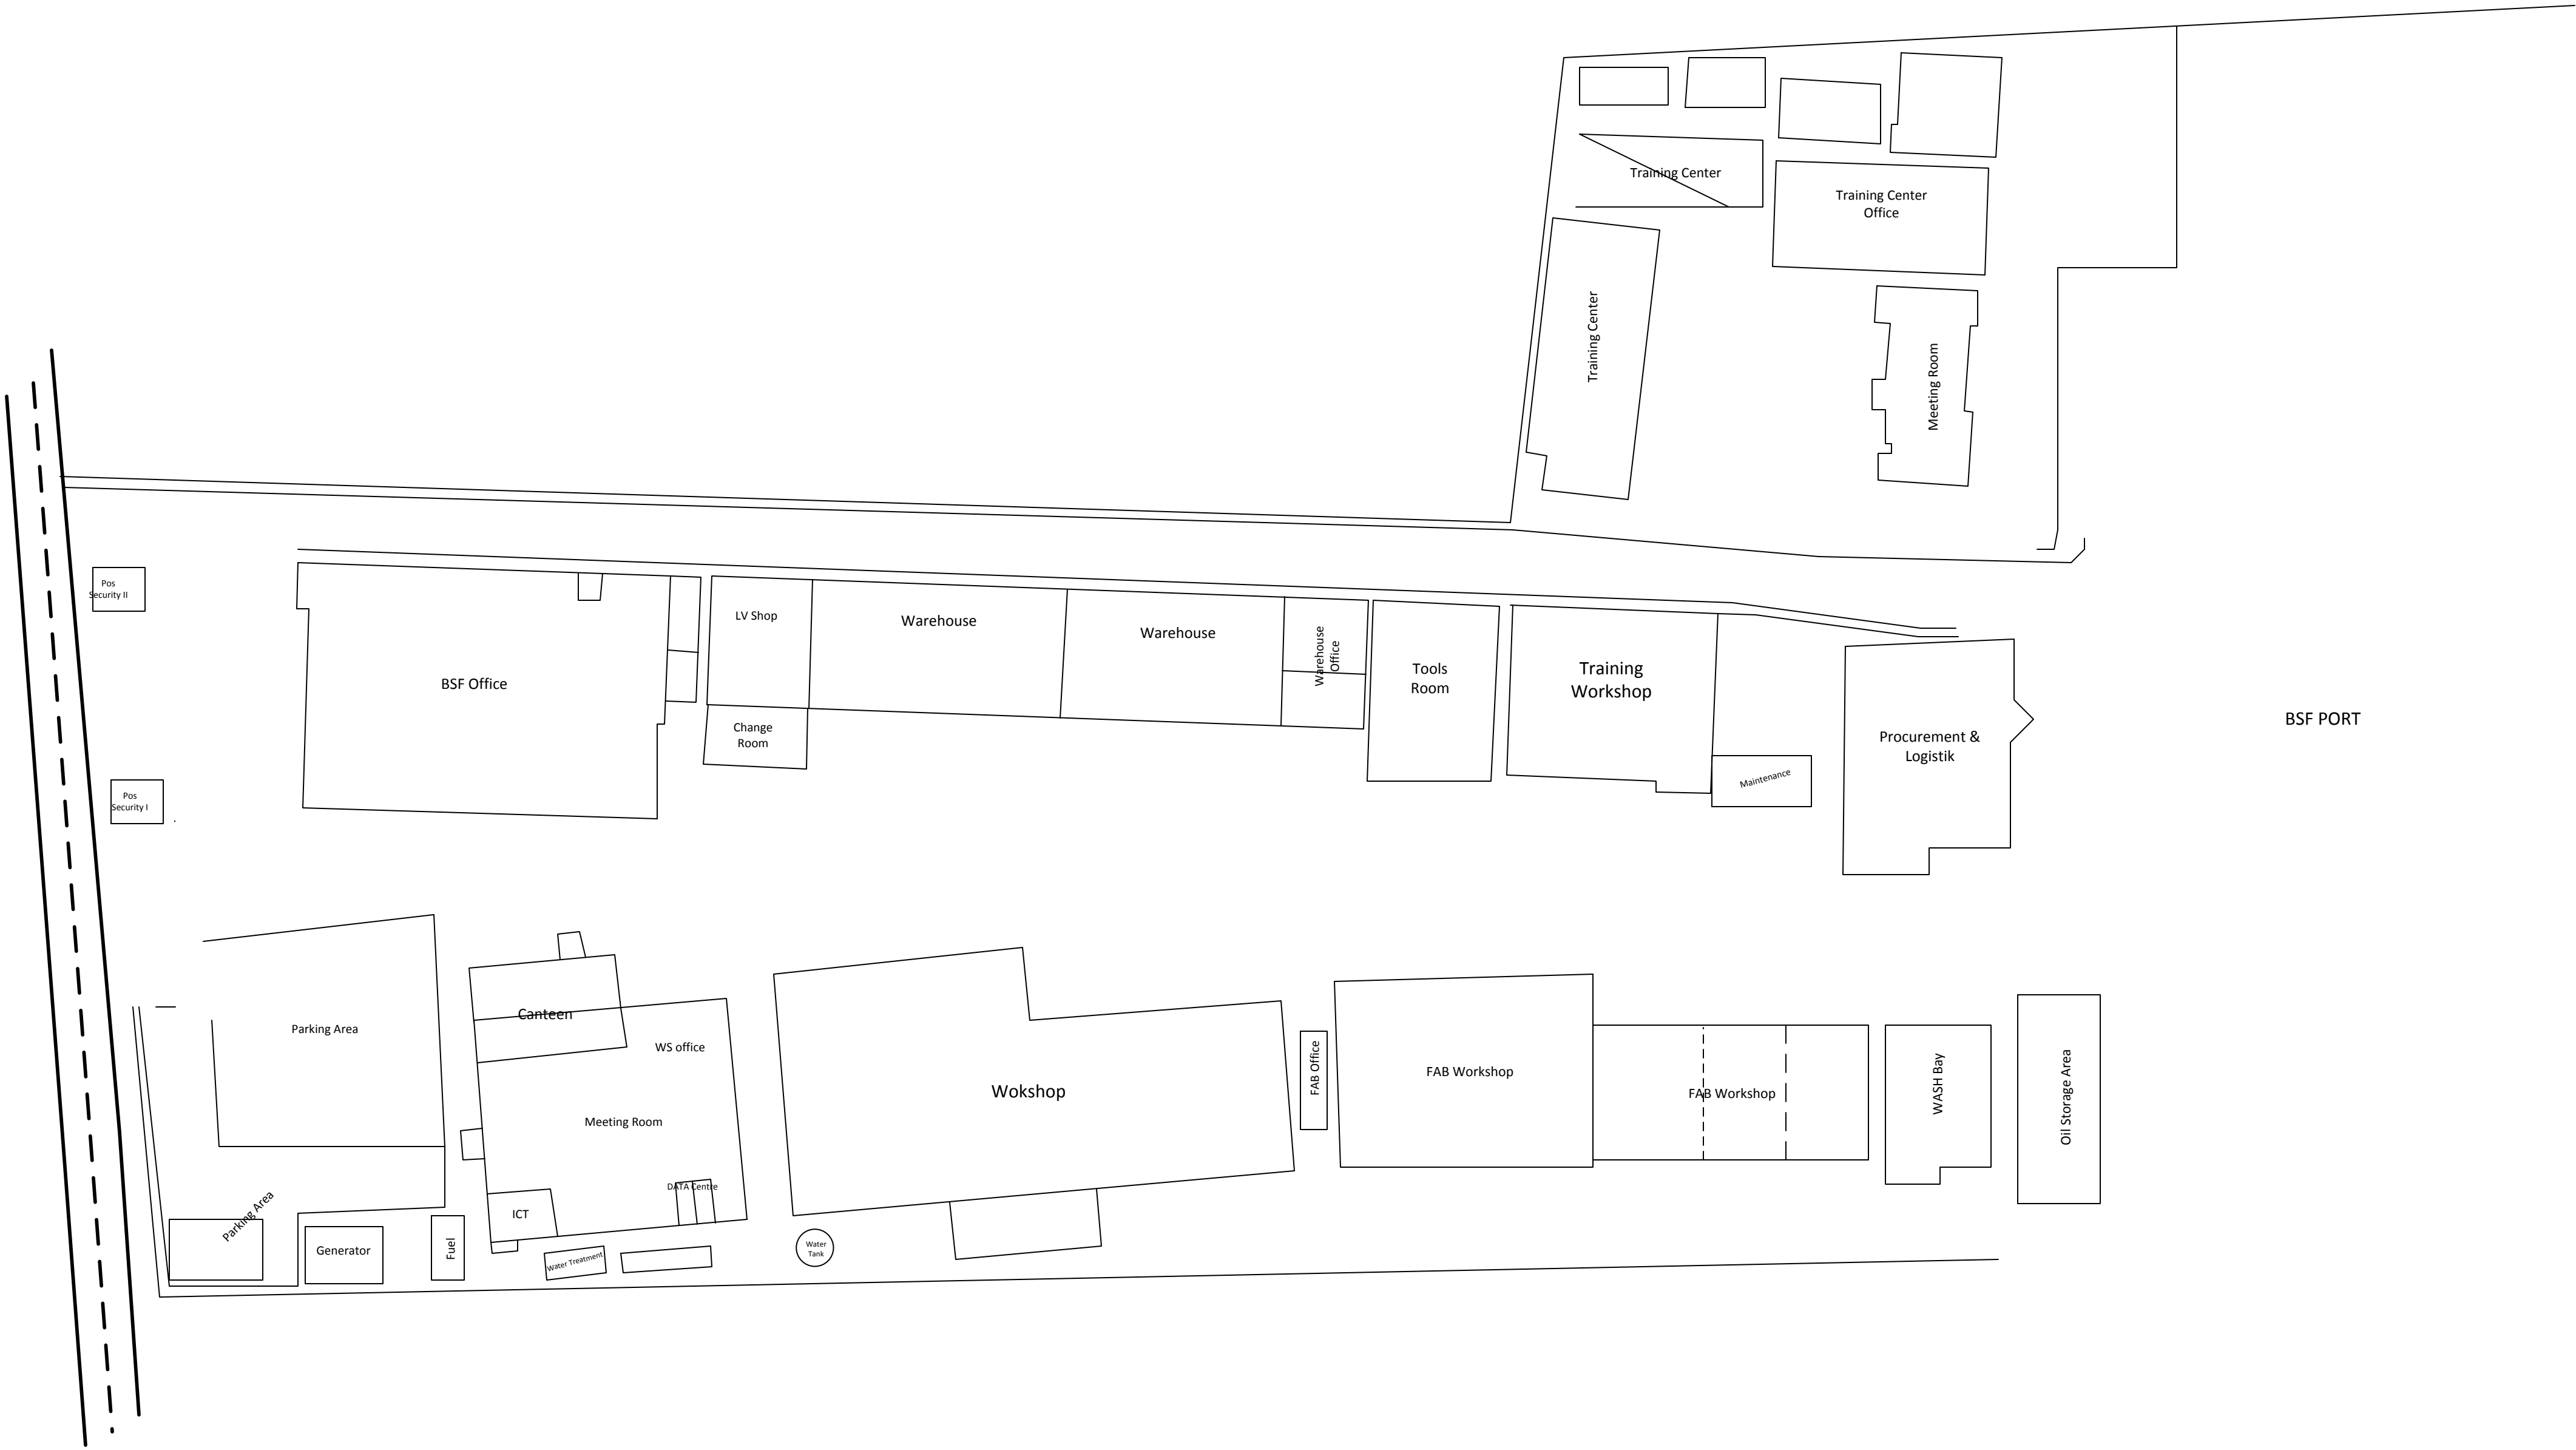 Training Center
Training Center
Office
Training Center
Meeting Room
Pos
Security II
LV Shop
Warehouse
Warehouse
Warehouse
Office
Tools
Room
Training
Workshop
BSF Office
Change
Room
Maintenance
Procurement &
Logistik
BSF PORT
Pos
Security I
Parking Area
Canteen
WS office
Meeting Room
Wokshop
FAB Office
FAB Workshop
FAB Workshop
WASH Bay
Oil Storage Area
DATA Centre
ICT
Parking Area
Generator
Fuel
Water Treatment
Water
Tank